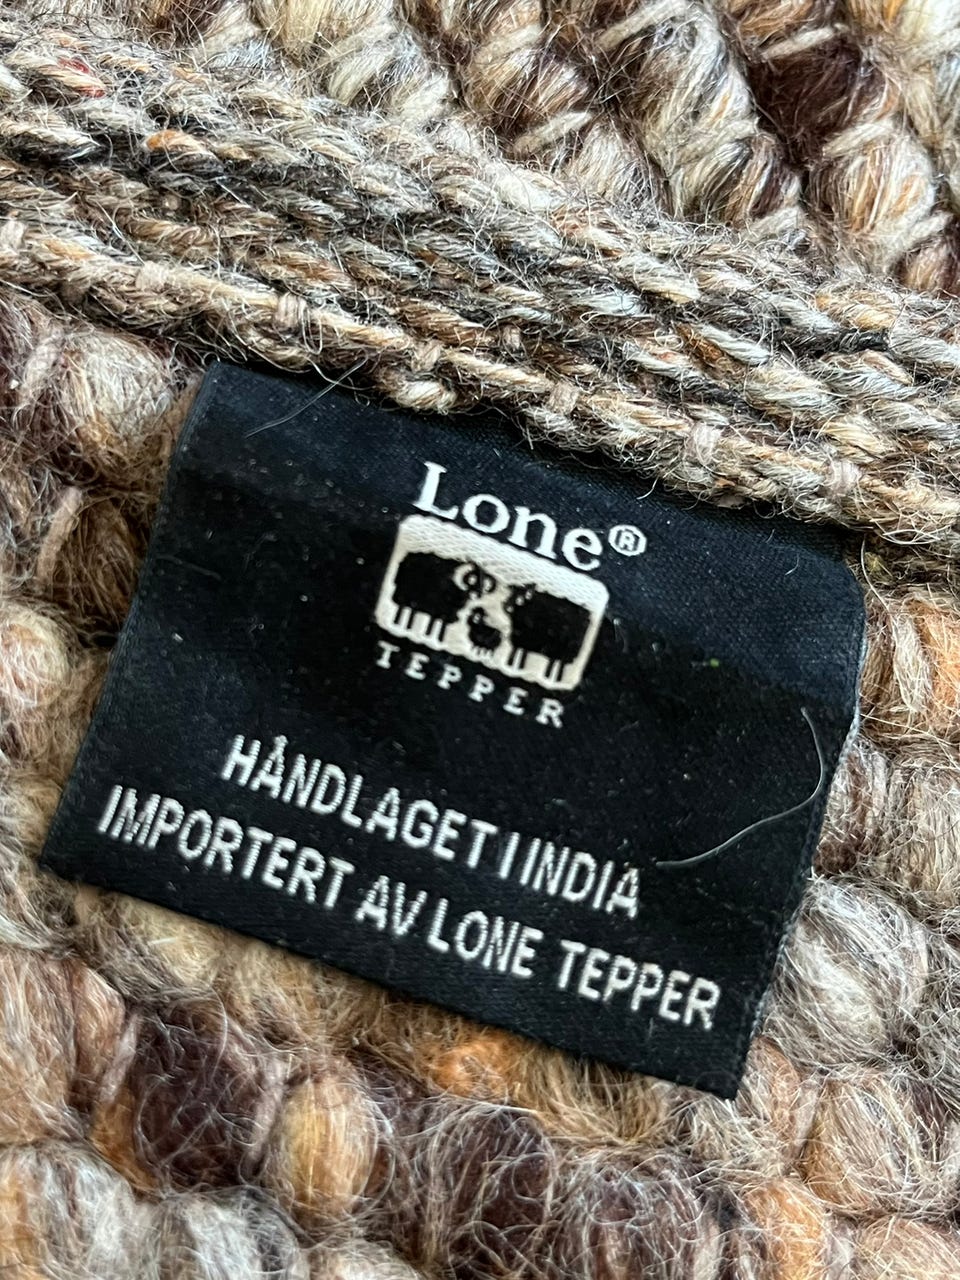 Lone®
TEPPER
HÅNDLAGET I INDIA
IMPORTERT AV LONE TEPPER